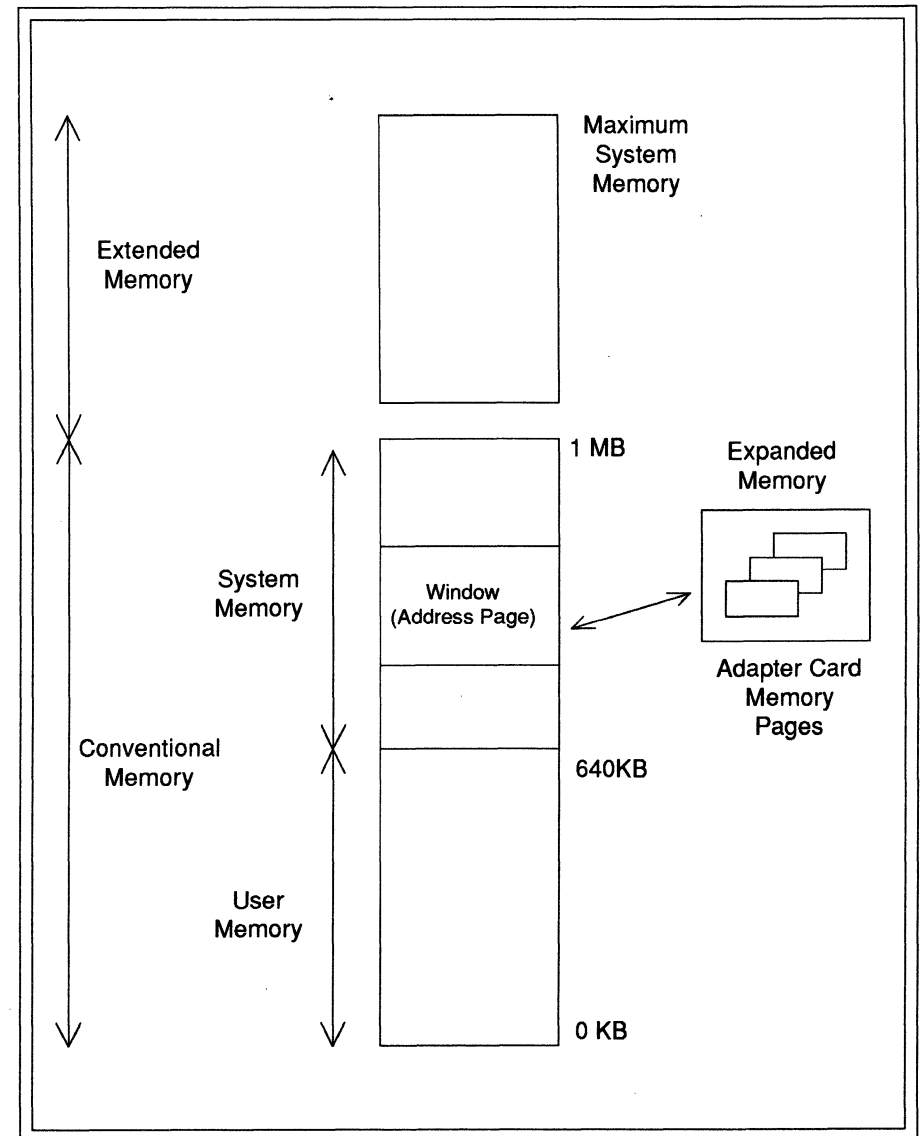 Maximum
System
Memory
Extended
Memory
1 MB
Expanded
Memory
System
Memory
Window
(Address Page)
Adapter Card
Memory
Pages
Conventional
Memory
640KB
User
Memory
0 KB